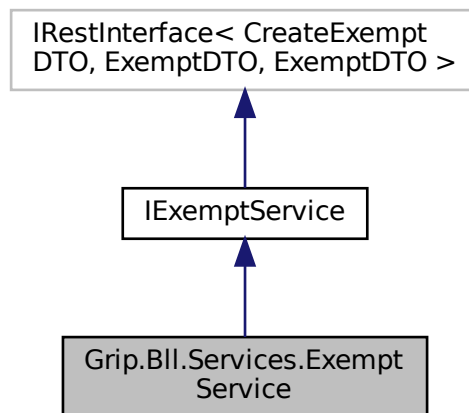 IRestInterface< CreateExempt
DTO, ExemptDTO, ExemptDTO >
IExemptService
Grip.Bll.Services.Exempt
Service